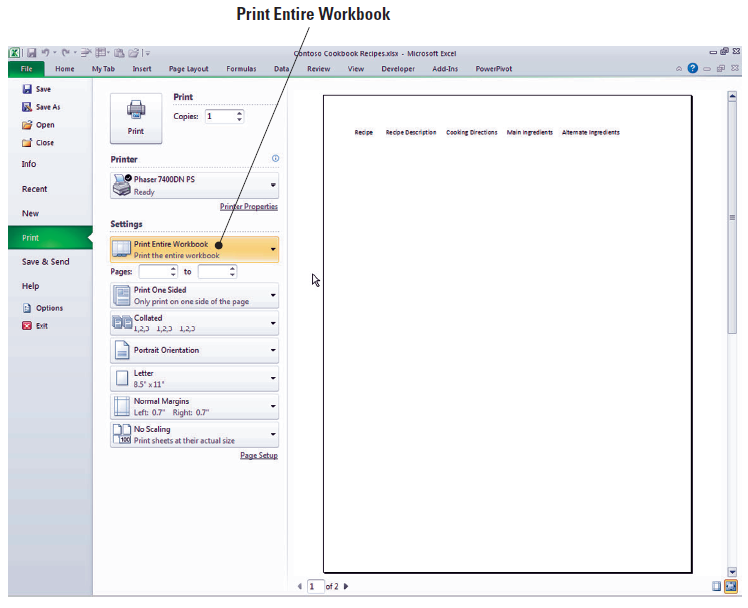 Print Entire Workbook
Contoso Cookbook Recipes.xlsx - Microsoft Excel
File Home My Tab Insert Page Layout Formulas Data Review View Developer Add-Ins PowerPivot
Save
Save As
Open
Close
Info
Recent
New
Print
Save & Send
Help
Options
Exit
Print
Print
Copies: 1
Printer
Phaser 7400DN PS
Ready
Printer Properties
Settings
Print Entire Workbook
Print the entire workbook
Pages: to
Print One Sided
Only print on one side of the page
Collated
1,2,3 1,2,3 1,2,3
Portrait Orientation
Letter
8.5" x 11"
Normal Margins
Left: 0.7" Right: 0.7"
No Scaling
100
Print sheets at their actual size
Page Setup
Recipe Recipe Description Cooking Directions Main Ingredients Alternate Ingredients
1 of 2